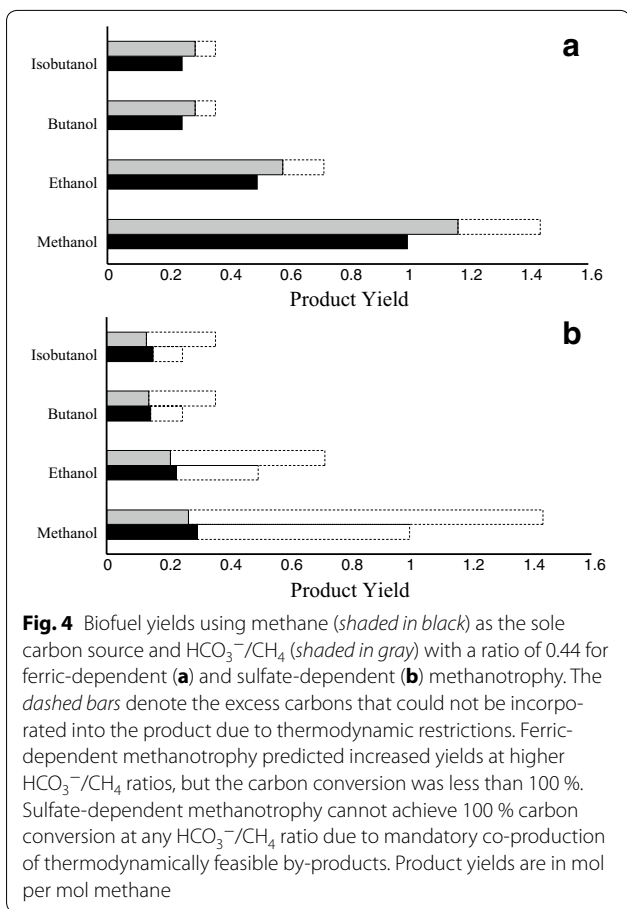 a
Isobutanol
Butanol
Ethanol
Methanol
0 0.2 0.4 0.6 0.8 1 1.2 1.4 1.6
Product Yield
b
Isobutanol
Butanol
Ethanol
Methanol
0 0.2 0.4 0.6 0.8 1 1.2 1.4 1.6
Product Yield
Fig. 4 Biofuel yields using methane (shaded in black) as the sole
carbon source and HCO₃⁻/CH₄ (shaded in gray) with a ratio of 0.44 for
ferric-dependent (a) and sulfate-dependent (b) methanotrophy. The
dashed bars denote the excess carbons that could not be incorpo-
rated into the product due to thermodynamic restrictions. Ferric-
dependent methanotrophy predicted increased yields at higher
HCO₃⁻/CH₄ ratios, but the carbon conversion was less than 100 %.
Sulfate-dependent methanotrophy cannot achieve 100 % carbon
conversion at any HCO₃⁻/CH₄ ratio due to mandatory co-production
of thermodynamically feasible by-products. Product yields are in mol
per mol methane